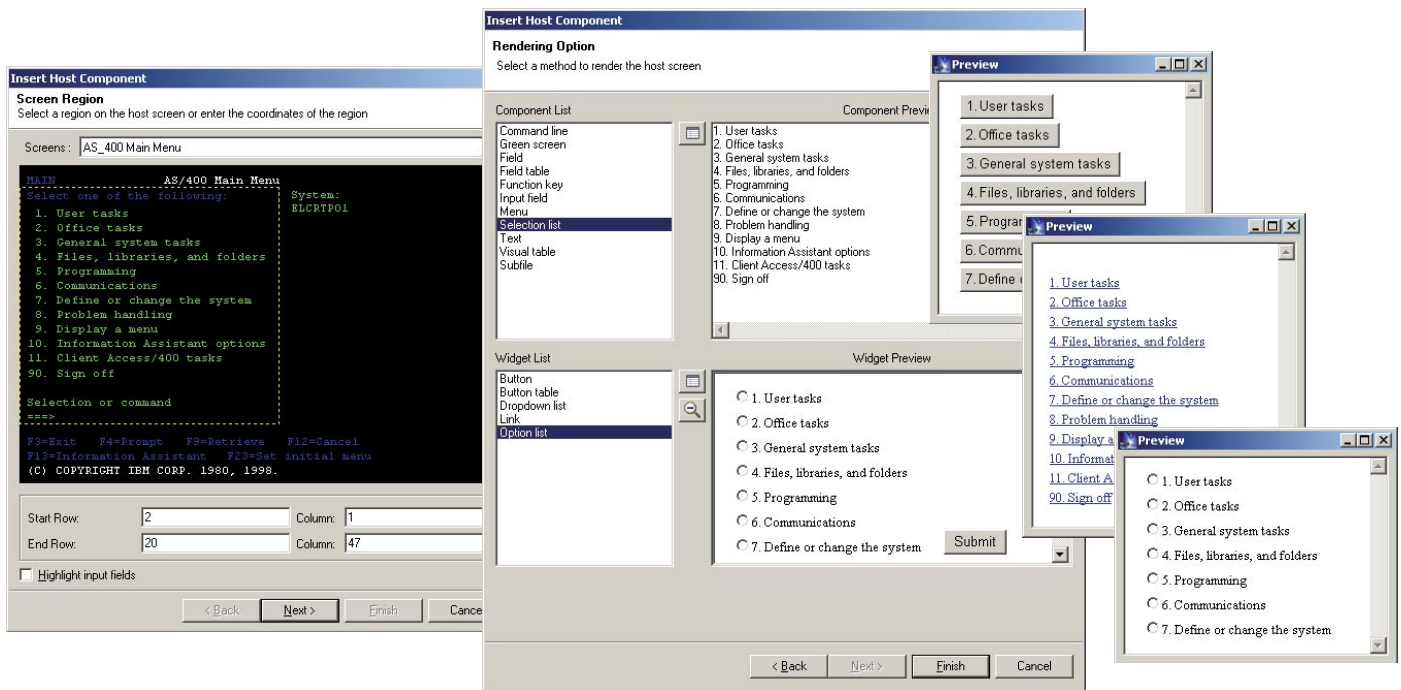 Insert Host Component
Screen Region
Select a region on the host screen or enter the coordinates of the region
Screens : AS_400 Main Menu
MAIN AS/400 Main Menu
Select one of the following: System:
ELCRTP01
1. User tasks
2. Office tasks
3. General system tasks
4. Files, libraries, and folders
5. Programming
6. Communications
7. Define or change the system
8. Problem handling
9. Display a menu
10. Information Assistant options
11. Client Access/400 tasks
90. Sign off
Selection or command
===>
F3=Exit F4=Prompt F9=Retrieve F12=Cancel
F13=Information Assistant F23=Set initial menu
(C) COPYRIGHT IBM CORP. 1980, 1998.
Start Row: 2 Column: 1
End Row: 20 Column: 47
Highlight input fields
< Back Next > Finish Cance
Insert Host Component
Rendering Option
Select a method to render the host screen
Component List
Command line
Green screen
Field
Field table
Function key
Input field
Menu
Selection list
Text
Visual table
Subfile
Component Previe
1. User tasks
2. Office tasks
3. General system tasks
4. Files, libraries, and folders
5. Programming
6. Communications
7. Define or change the system
8. Problem handling
9. Display a menu
10. Information Assistant options
11. Client Access/400 tasks
90. Sign off
Widget List
Button
Button table
Dropdown list
Link
Option list
Widget Preview
1. User tasks
2. Office tasks
3. General system tasks
4. Files, libraries, and folders
5. Programming
6. Communications
7. Define or change the system
Submit
< Back Next > Finish Cancel
Preview
1. User tasks
2. Office tasks
3. General system tasks
4. Files, libraries, and folders
5. Prograr
6. Commu
7. Define
Preview
1. User tasks
2. Office tasks
3. General system tasks
4. Files, libraries, and folders
5. Programming
6. Communications
7. Define or change the system
8. Problem handling
9. Display a
10. Informat
11. Client A
90. Sign off
Preview
1. User tasks
2. Office tasks
3. General system tasks
4. Files, libraries, and folders
5. Programming
6. Communications
7. Define or change the system